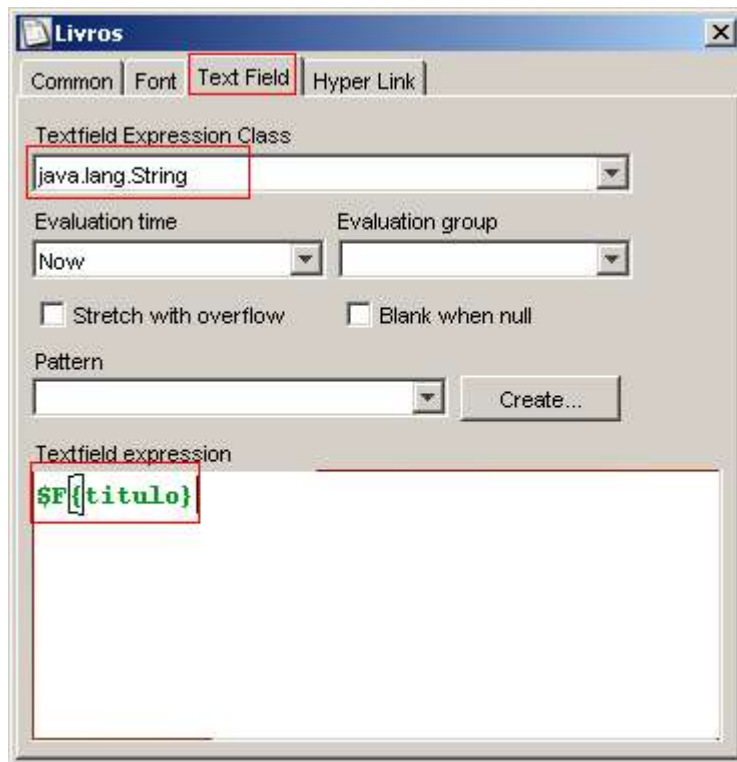 Livros
Common Font Text Field Hyper Link
Textfield Expression Class
java.lang.String
Evaluation time Evaluation group
Now
Stretch with overflow Blank when null
Pattern
Create...
Textfield expression
$F{titulo}